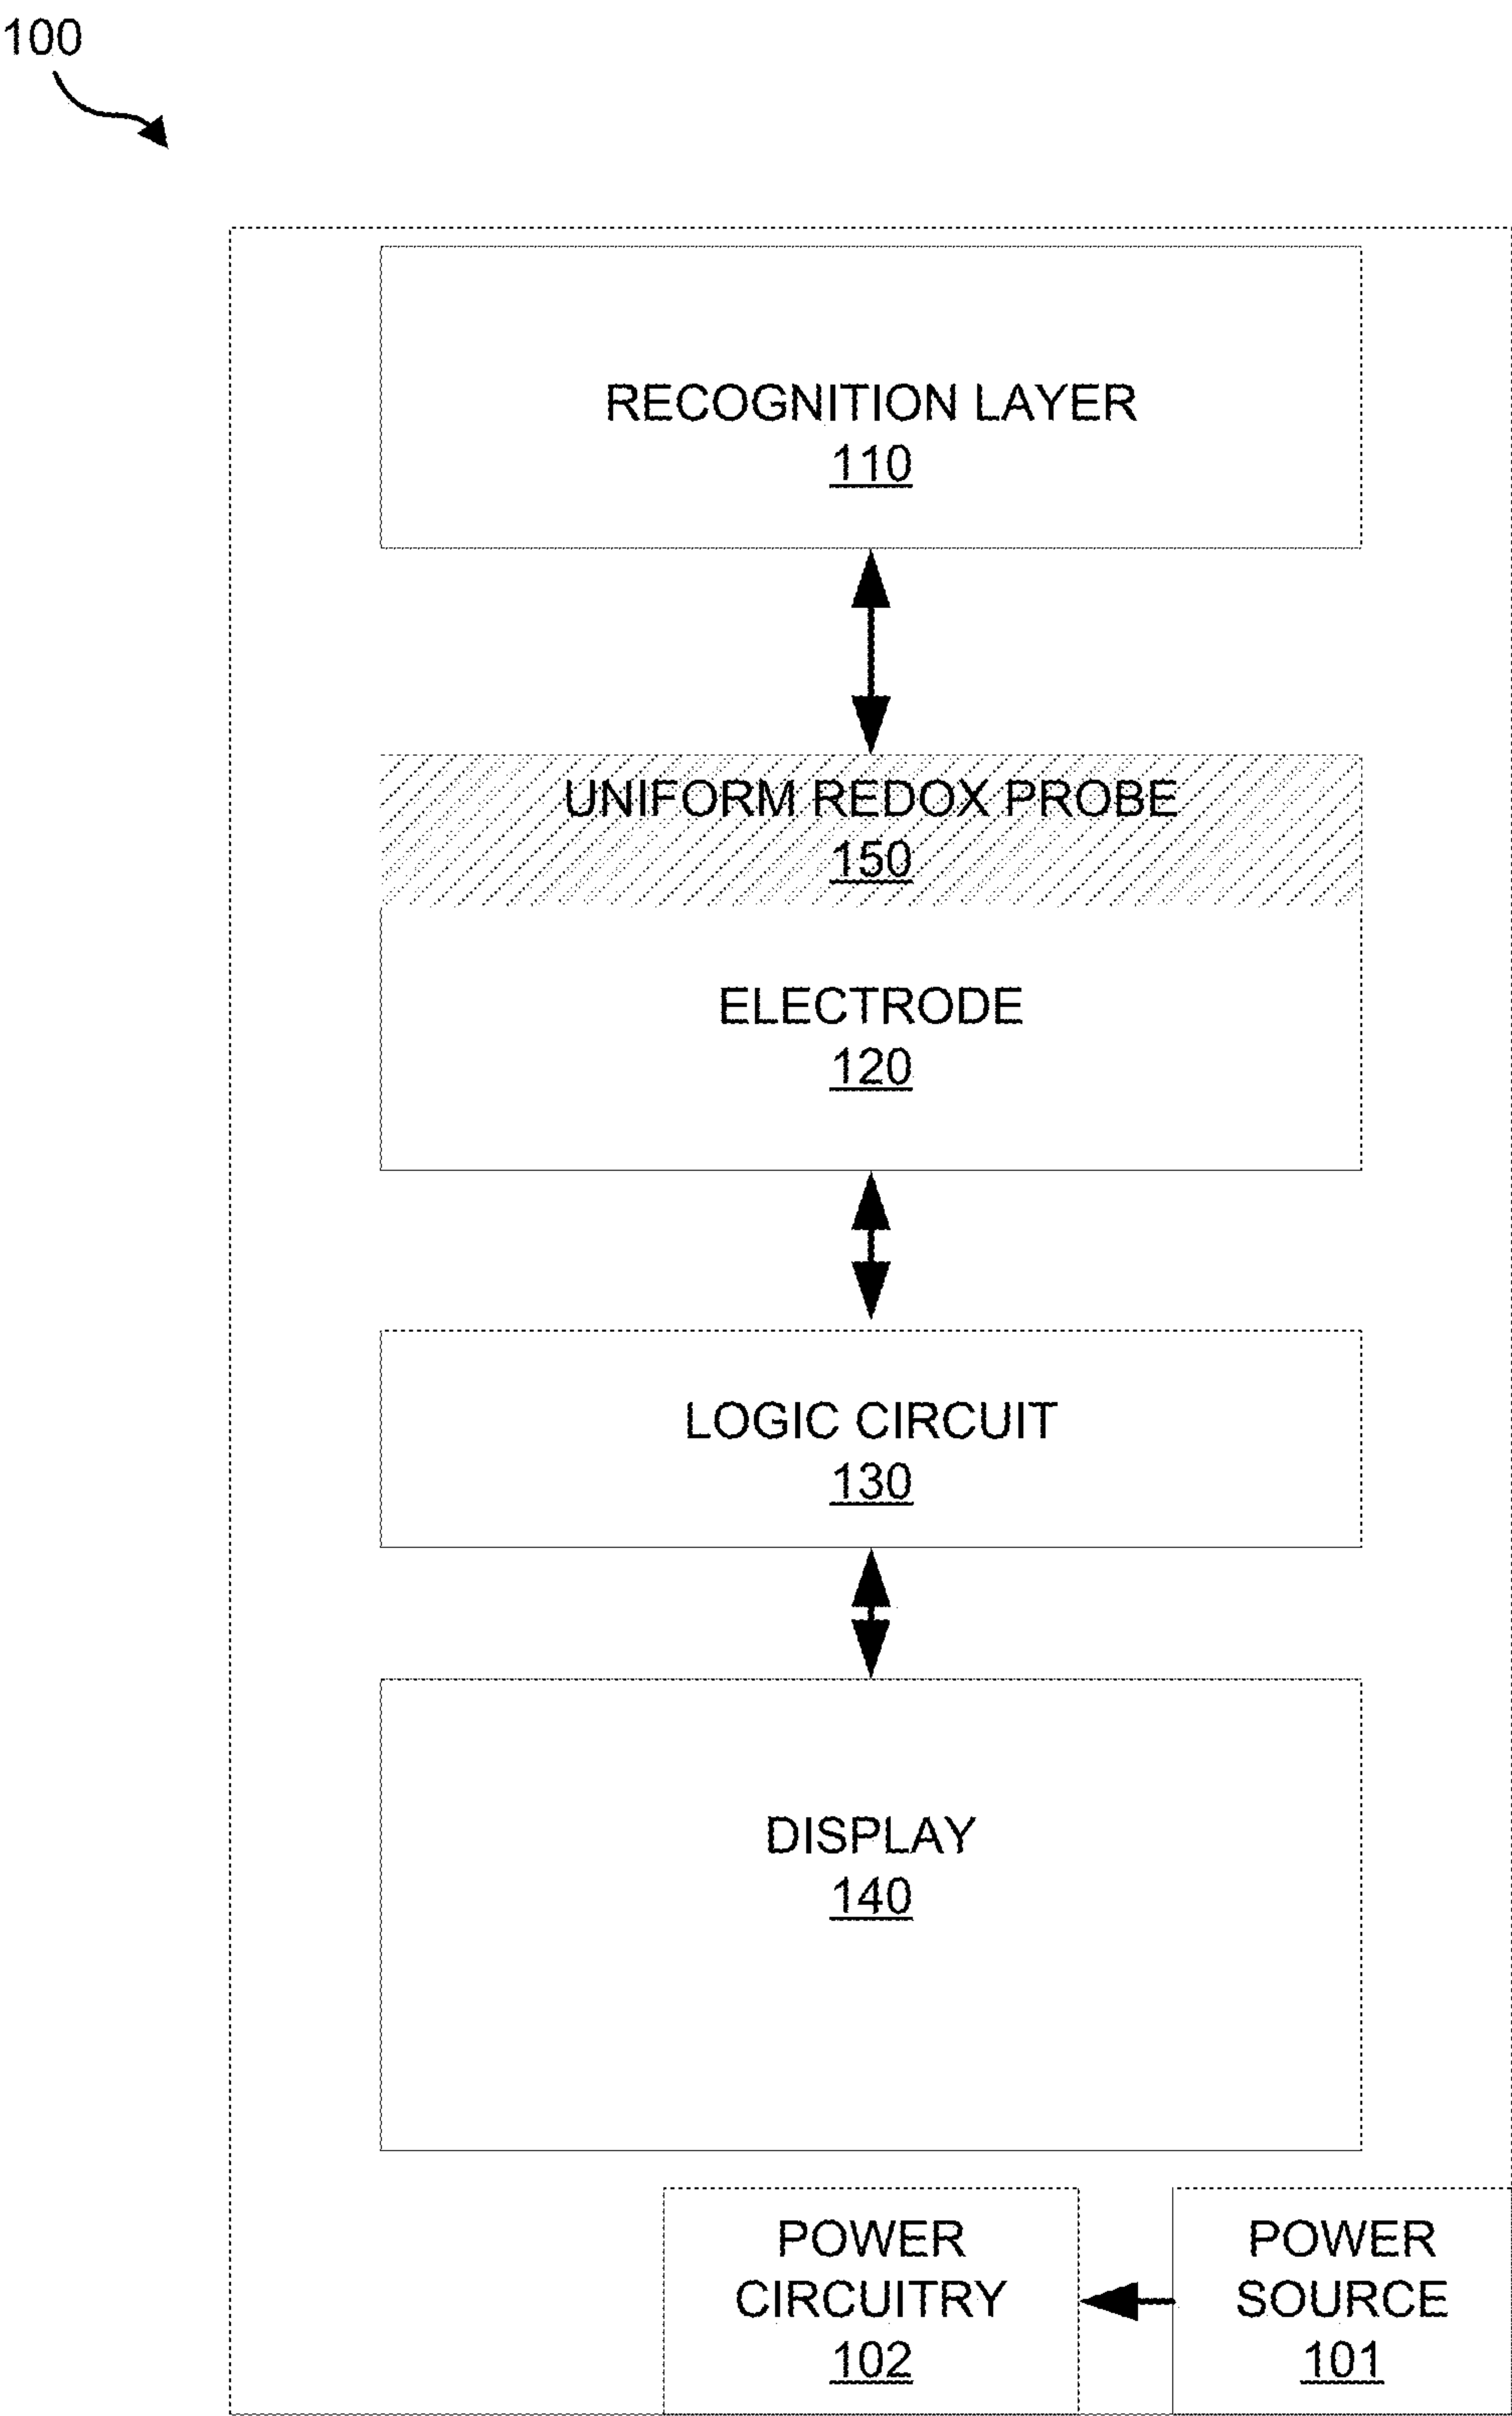 100
RECOGNITION LAYER
110
UNIFORM REDOX PROBE
150
ELECTRODE
120
LOGIC CIRCUIT
130
DISPLAY
140
POWER
CIRCUITRY
102
POWER
SOURCE
101